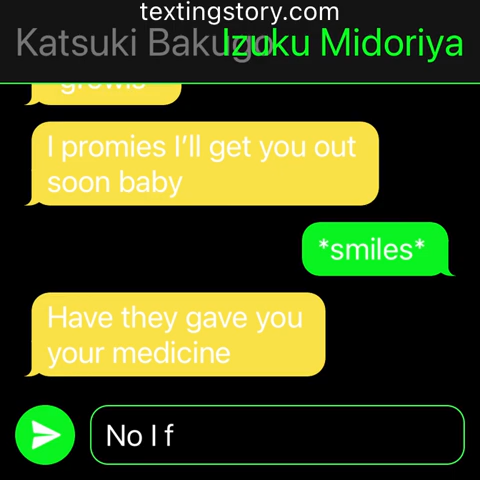 textingstory.com
Katsuki Bakugo Izuku Midoriya
growls
I promies I'll get you out
soon baby
*smiles*
Have they gave you
your medicine
No I f